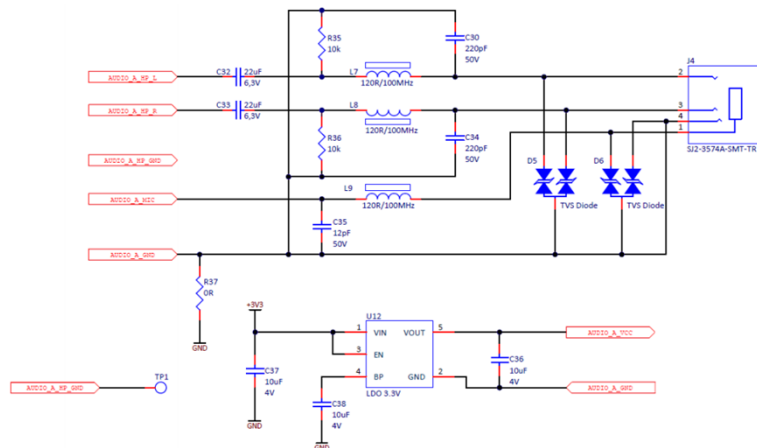 R35
10k
C30
220pF
50V
J4
AUDIO_A_HP_L
C32
22uF
6,3V
L7
120R/100MHz
2
AUDIO_A_HP_R
C33
22uF
6,3V
L8
120R/100MHz
3
4
1
SJ2-3574A-SMT-TR
R36
10k
C34
220pF
50V
AUDIO_A_HP_GND
D5
D6
TVS Diode
TVS Diode
L9
120R/100MHz
AUDIO_A_MIC
C35
12pF
50V
AUDIO_A_GND
R37
0R
GND
+3V3
U12
1
VIN
VOUT
5
AUDIO_A_VCC
3
EN
C37
10uF
4V
4
BP
GND
2
C36
10uF
4V
AUDIO_A_GND
LDO 3.3V
C38
10uF
4V
AUDIO_A_HP_GND
TP1
GND
GND